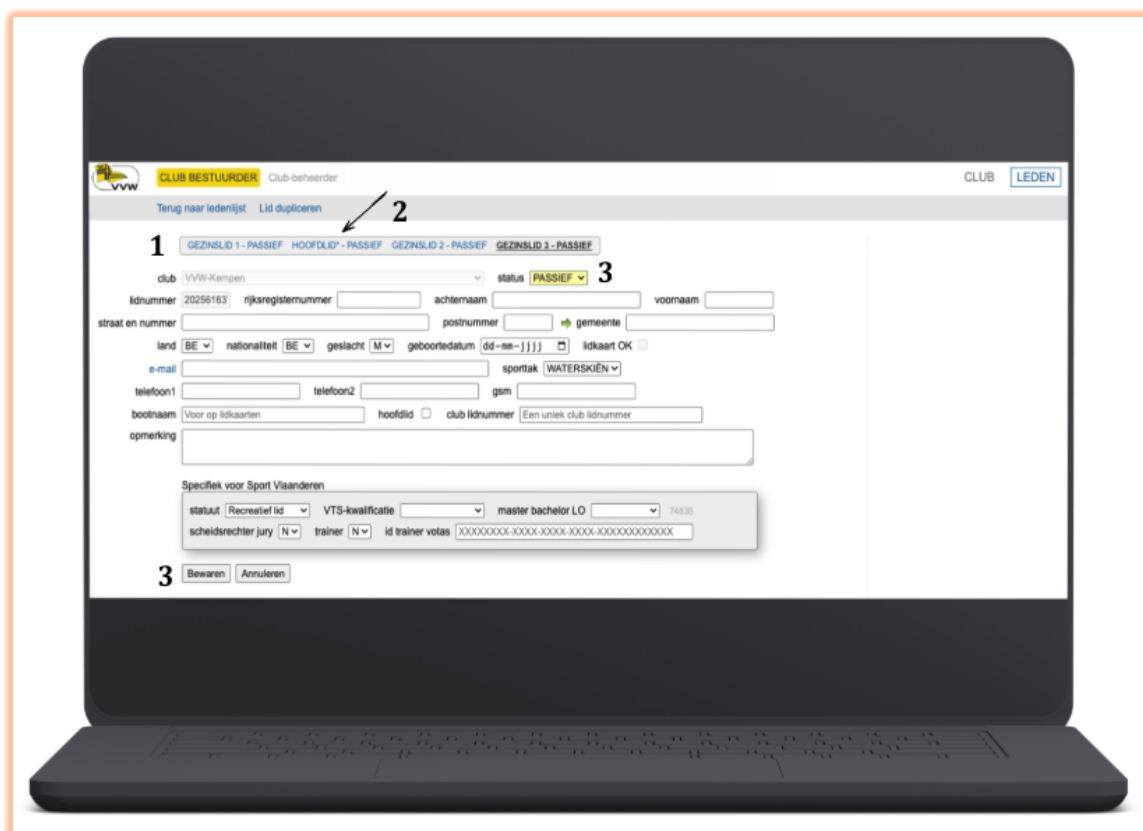 VVW CLUB BESTUURDER Club-beheerder CLUB LEDEN
Terug naar ledenlijst Lid dupliceren 2
1 GEZINSLID 1 - PASSIEF HOOFDLID* - PASSIEF GEZINSLID 2 - PASSIEF GEZINSLID 3 - PASSIEF
club VVW-Kempen status PASSIEF 3
lidnummer 20256163 rijksregisternummer achternaam voornaam
straat en nummer postnummer gemeente
land BE nationaliteit BE geslacht M geboortedatum dd-mm-jjjj lidkaart OK
e-mail sporttak WATERSKIËN
telefoon1 telefoon2 gsm
bootnaam Voor op lidkaarten hoofdlid club lidnummer Een uniek club lidnummer
opmerking
Specifiek voor Sport Vlaanderen
statuut Recreatief lid VTS-kwalificatie master bachelor LO 74836
scheidsrechter jury N trainer N id trainer votas XXXXXXXX-XXXX-XXXX-XXXX-XXXXXXXXXXXX
3 Bewaren Annuleren